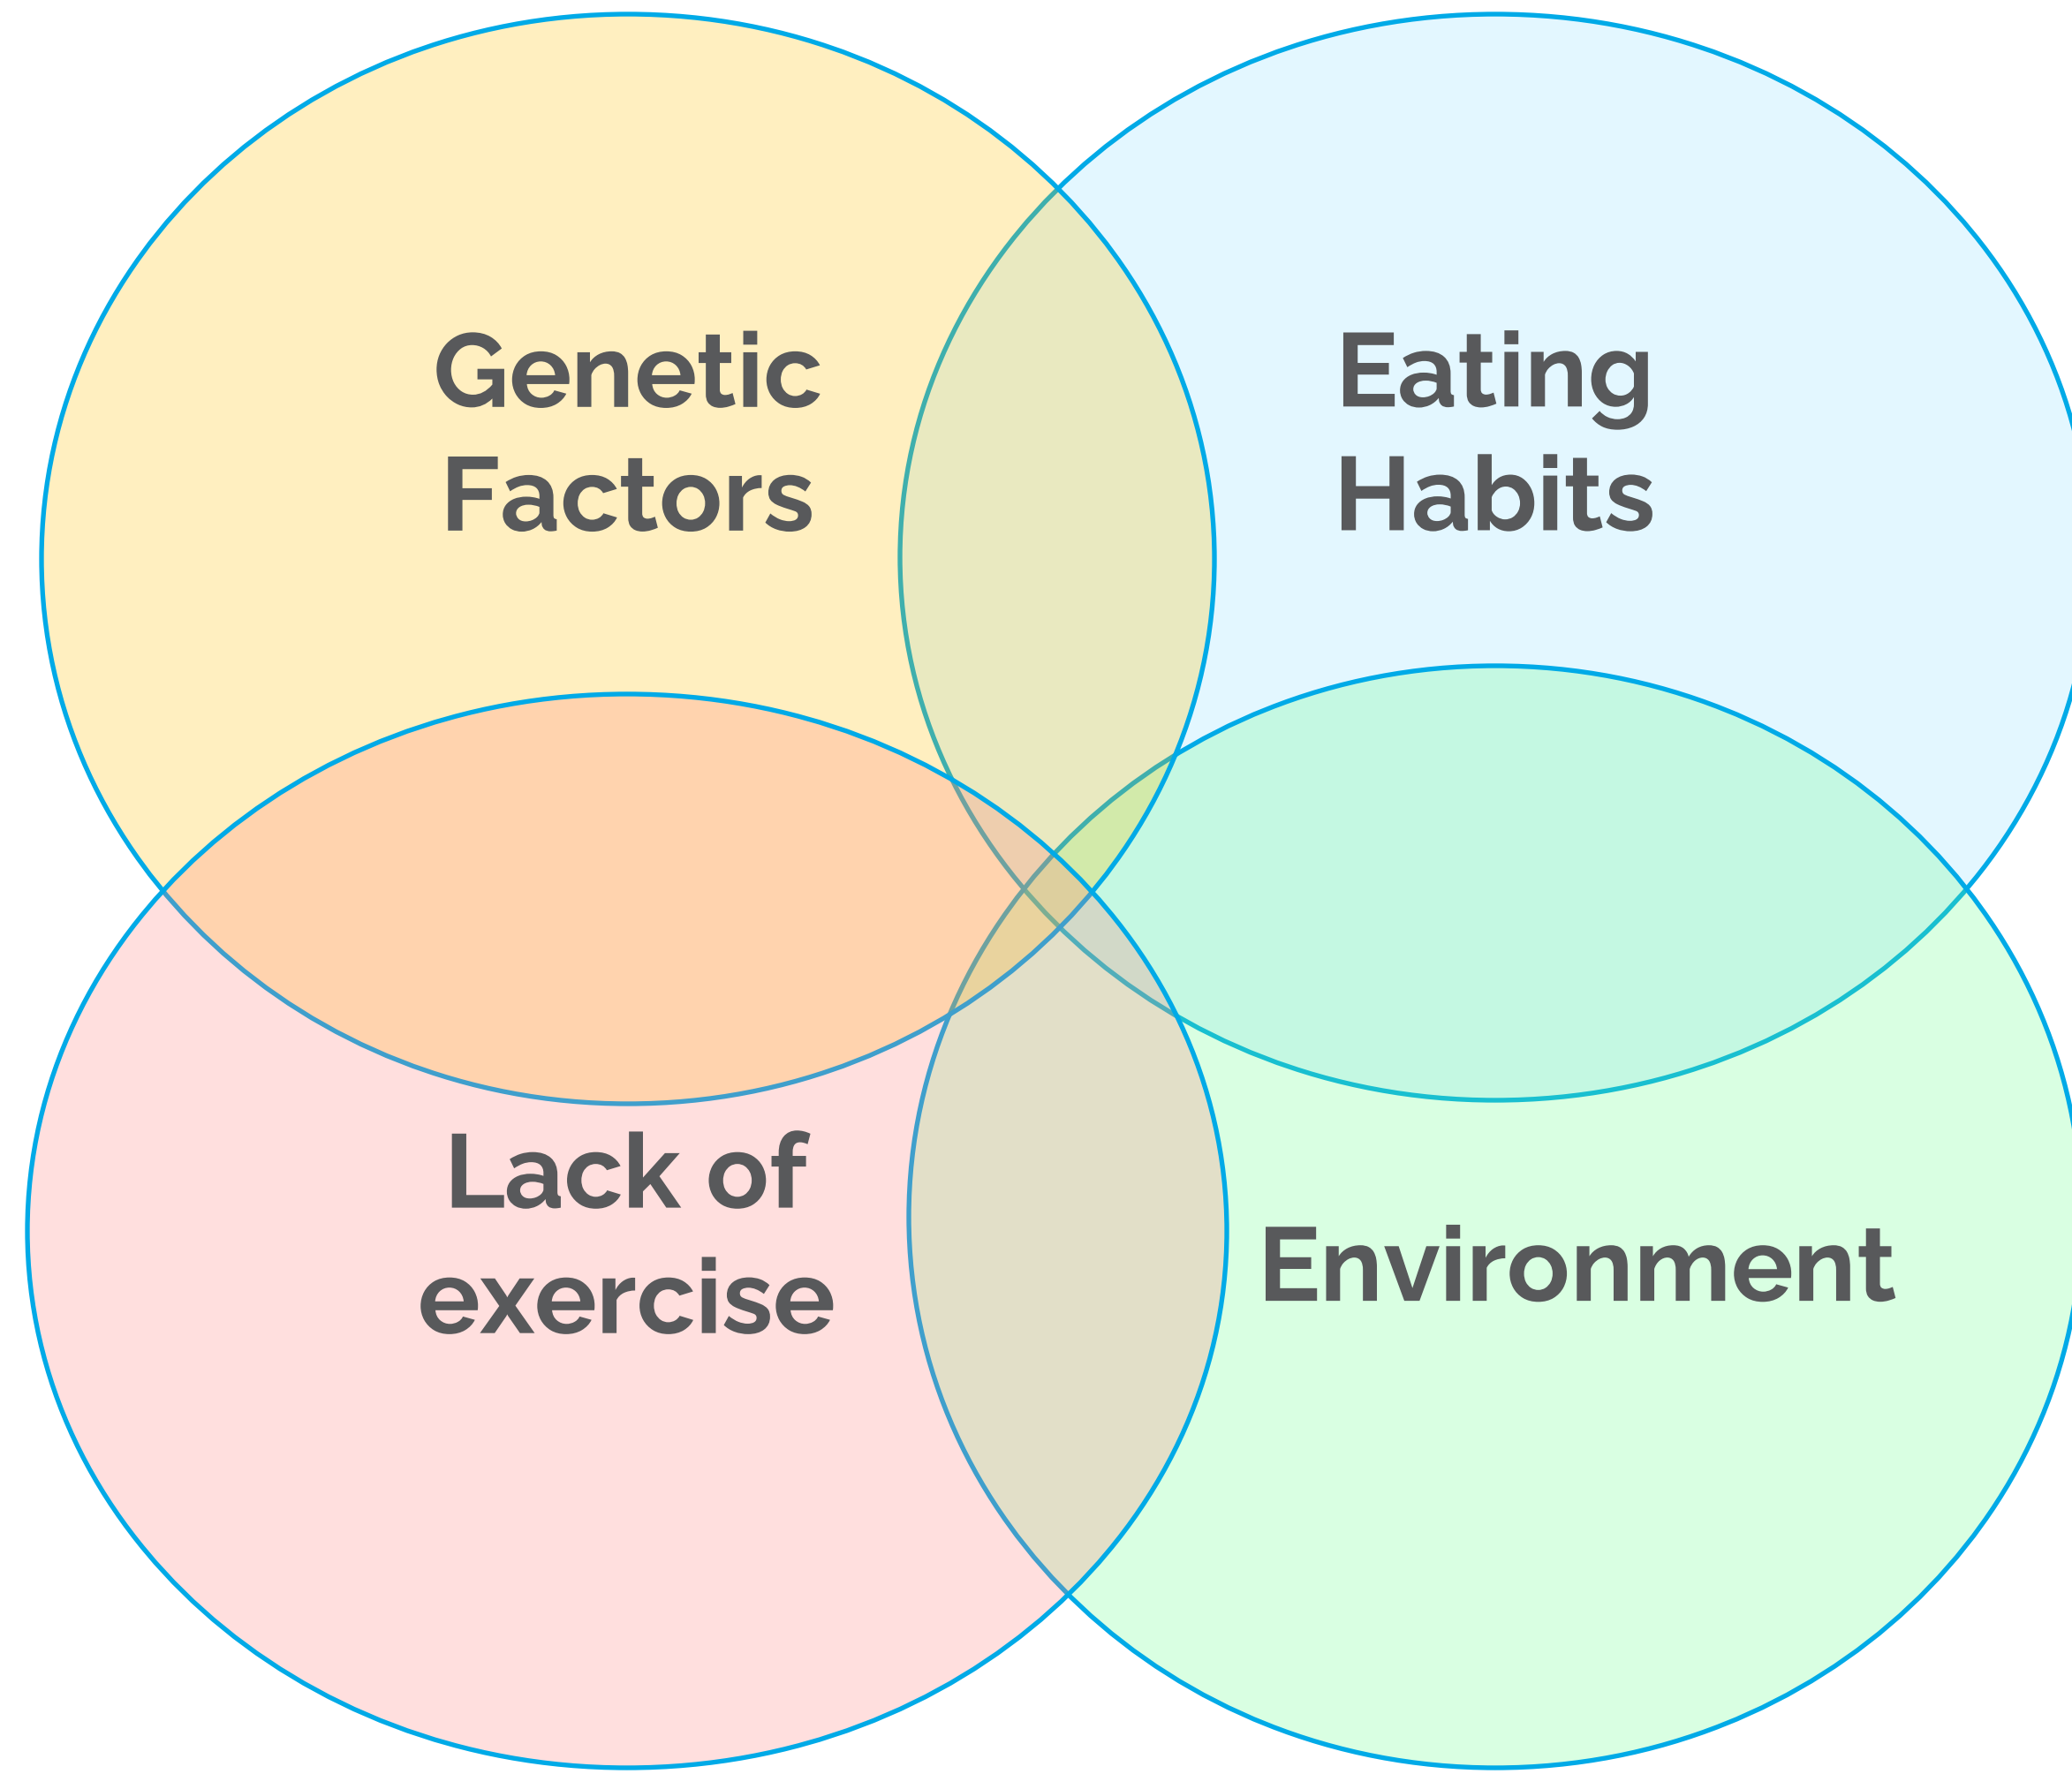 Genetic
Factors
Eating
Habits
Lack of
exercise
Environment